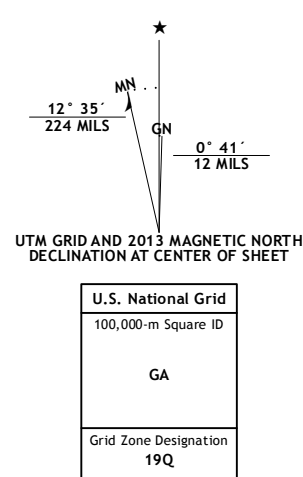 ★
MN
12° 35´
224 MILS
GN
0° 41´
12 MILS
UTM GRID AND 2013 MAGNETIC NORTH
DECLINATION AT CENTER OF SHEET
U.S. National Grid
100,000-m Square ID
GA
Grid Zone Designation
19Q